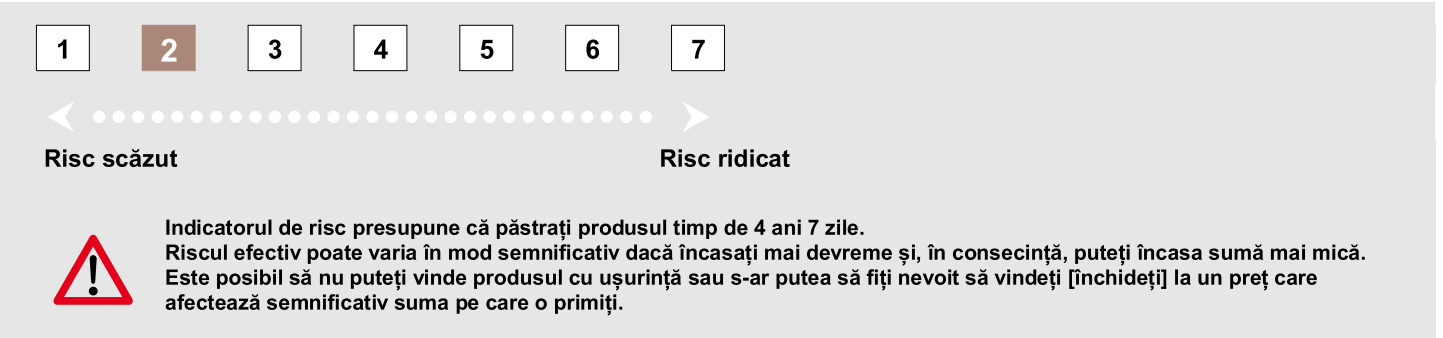 1 2 3 4 5 6 7
Risc scăzut Risc ridicat
Indicatorul de risc presupune că păstrați produsul timp de 4 ani 7 zile.
Riscul efectiv poate varia în mod semnificativ dacă încasați mai devreme și, în consecință, puteți încasa sumă mai mică.
Este posibil să nu puteți vinde produsul cu ușurință sau s-ar putea să fiți nevoit să vindeți [închideți] la un preț care
afectează semnificativ suma pe care o primiți.